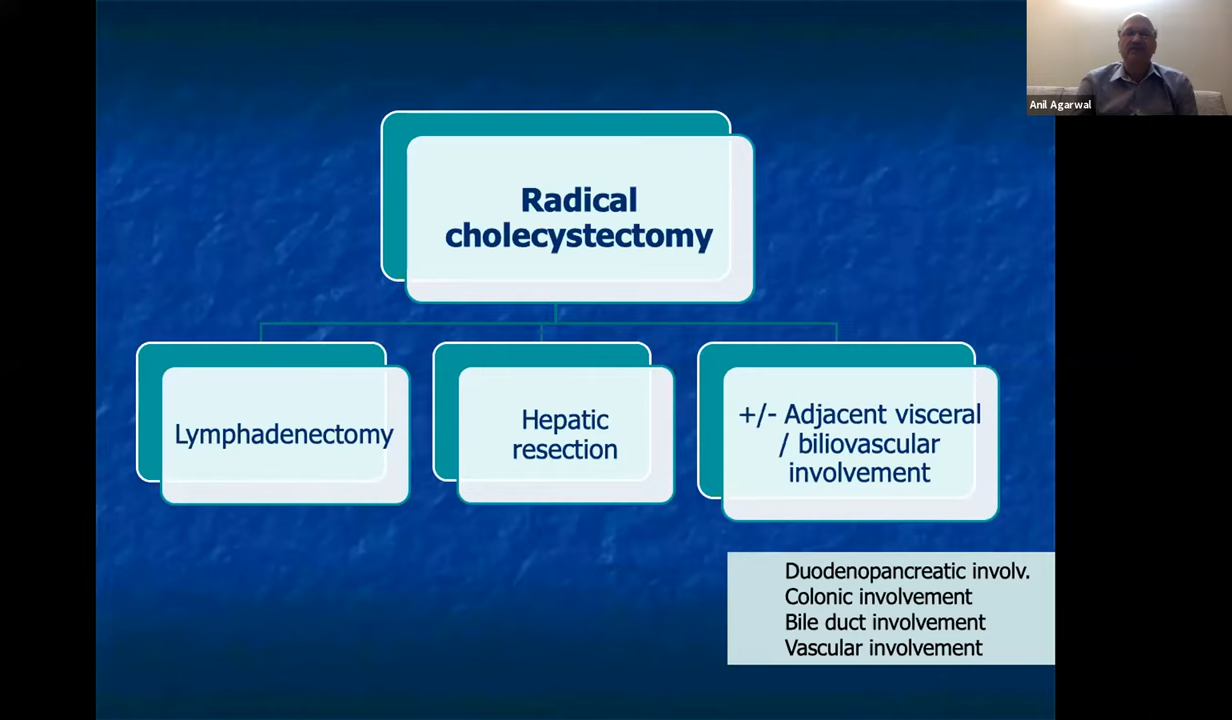 Anil Agarwal
Radical
cholecystectomy
Lymphadenectomy
Hepatic
resection
+/- Adjacent visceral
/ biliovascular
involvement
Duodenopancreatic involv.
Colonic involvement
Bile duct involvement
Vascular involvement